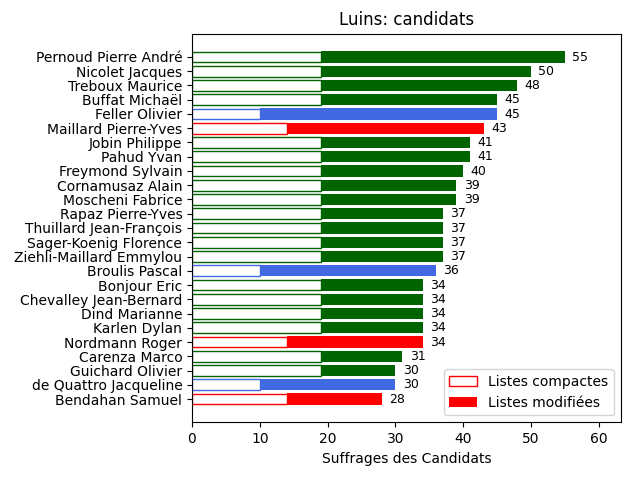 Luins: candidats
Pernoud Pierre André 55
Nicolet Jacques 50
Treboux Maurice 48
Buffat Michaël 45
Feller Olivier 45
Maillard Pierre-Yves 43
Jobin Philippe 41
Pahud Yvan 41
Freymond Sylvain 40
Cornamusaz Alain 39
Moscheni Fabrice 39
Rapaz Pierre-Yves 37
Thuillard Jean-François 37
Sager-Koenig Florence 37
Ziehli-Maillard Emmylou 37
Broulis Pascal 36
Bonjour Eric 34
Chevalley Jean-Bernard 34
Dind Marianne 34
Karlen Dylan 34
Nordmann Roger 34
Carenza Marco 31
Guichard Olivier 30
de Quattro Jacqueline 30
Bendahan Samuel 28
Listes compactes
Listes modifiées
0 10 20 30 40 50 60
Suffrages des Candidats